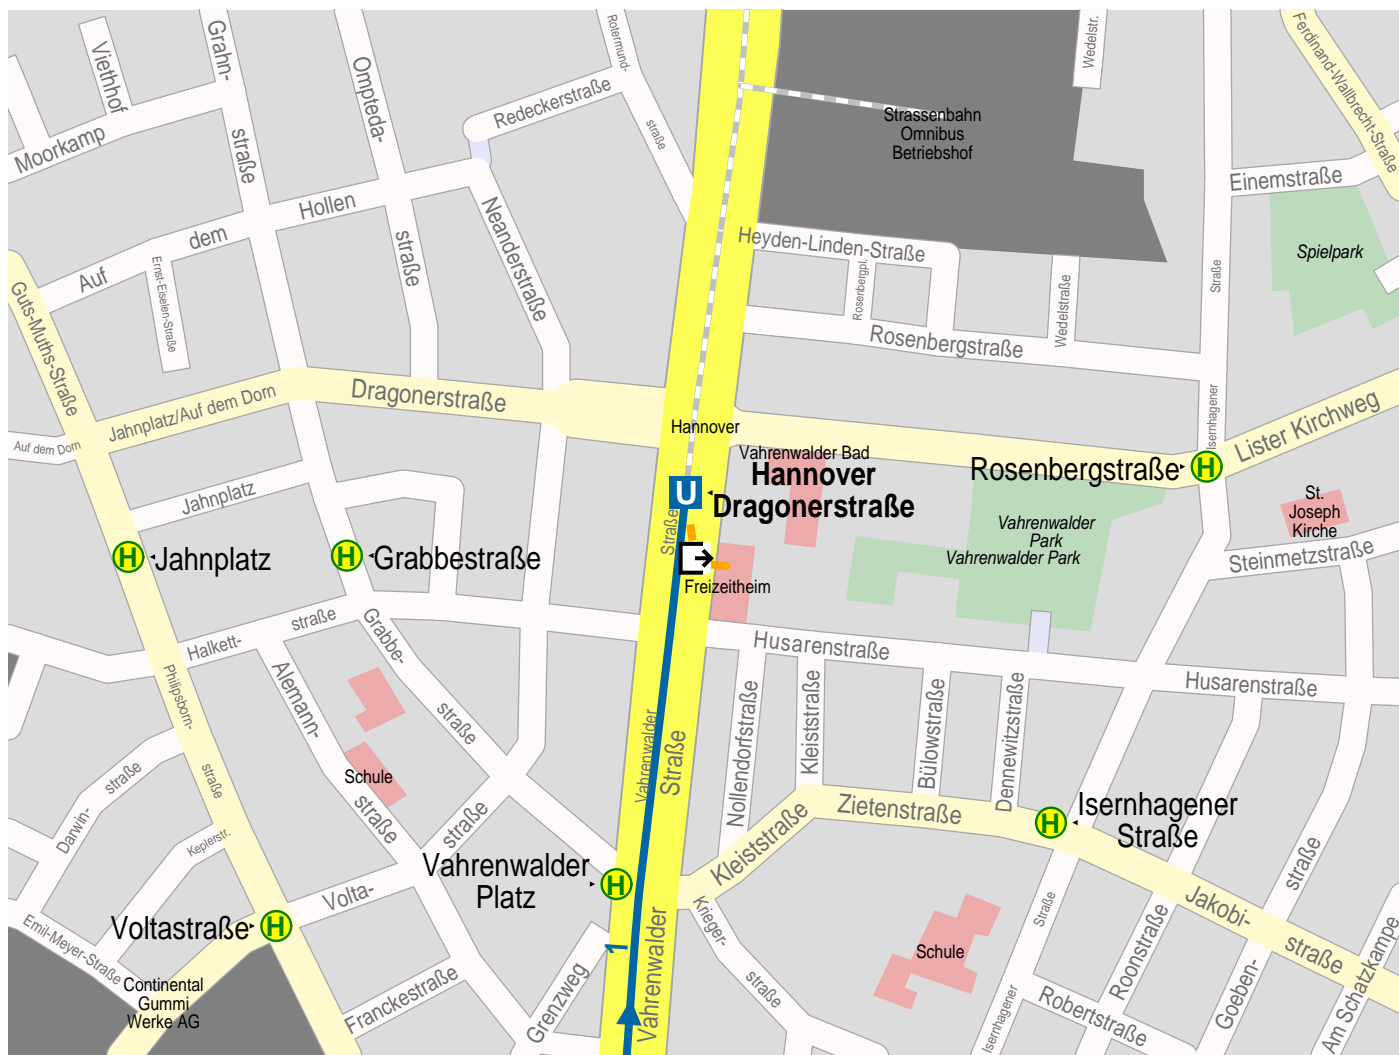 Viethhof
Grahn-
straße
Ompteda-
straße
Rotermund-
straße
Redeckerstraße
Moorkamp
Auf
dem
Hollen
Neanderstraße
Ernst-Eiselen-Straße
Guts-Muths-Straße
Wedelstr.
Ferdinand-Wallbrecht-Straße
Strassenbahn
Omnibus
Betriebshof
Einemstraße
Spielpark
Heyden-Linden-Straße
Rosenbergpl.
Wedelstraße
Rosenbergstraße
Straße
Isernhagener
Lister Kirchweg
Jahnplatz/Auf dem Dorn
Auf dem Dorn
Dragonerstraße
Hannover
Vahrenwalder Bad
Hannover
Dragonerstraße
U
Straße
Rosenbergstraße
H
St.
Joseph
Kirche
Vahrenwalder
Park
Vahrenwalder Park
Steinmetzstraße
Jahnplatz
H
Jahnplatz
H
Grabbestraße
Freizeitheim
Halkett-
straße
Grabbe-
straße
Husarenstraße
Husarenstraße
Alemann-
straße
Philipsborn-
straße
Schule
Darwin-
straße
Keplerstr.
Emil-Meyer-Straße
Volta-
straße
Voltastraße
H
Continental
Gummi
Werke AG
Franckestraße
Grenzweg
Vahrenwalder
Platz
H
1
Vahrenwalder
Straße
Vahrenwalder
Nollendorfstraße
Kleiststraße
Bülowstraße
Dennewitzstraße
Kleiststraße
Zietenstraße
H
Isernhagener
Straße
Krieger-
straße
Schule
Straße
Isernhagener
Jakobi-
straße
Roonstraße
Robertstraße
Goeben-
straße
Am Schatzkampe